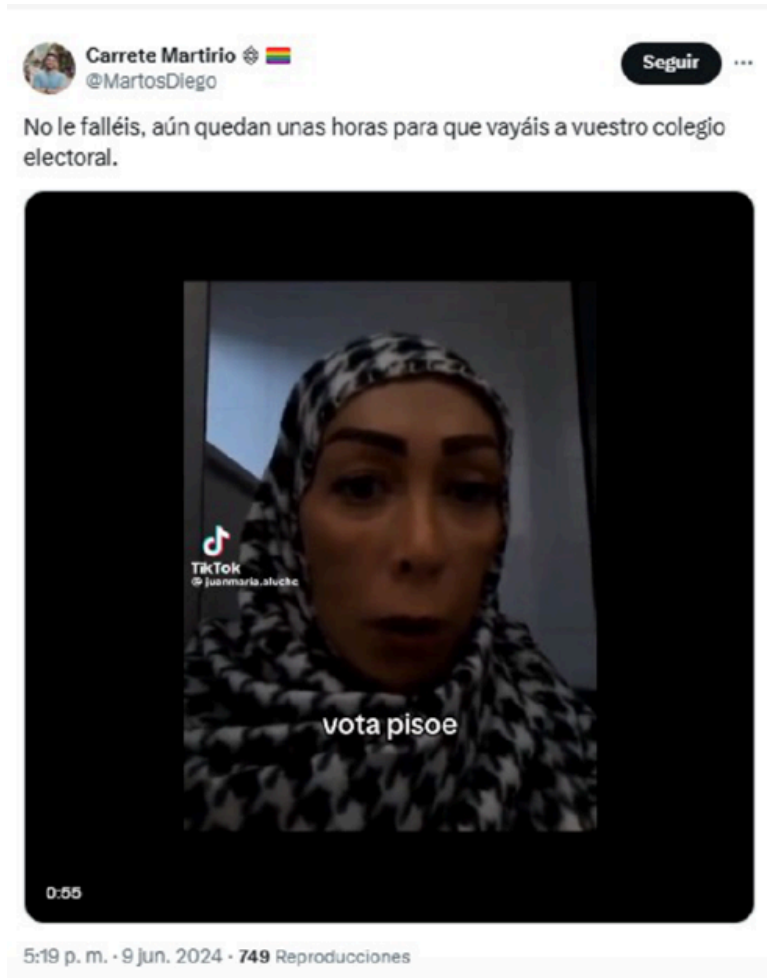 Carrete Martirio
@MartosDiego
Seguir
No le falléis, aún quedan unas horas para que vayáis a vuestro colegio
electoral.
TikTok
@juanmaria.aluche
vota pisoe
0:55
5:19 p. m. · 9 jun. 2024 · 749 Reproducciones